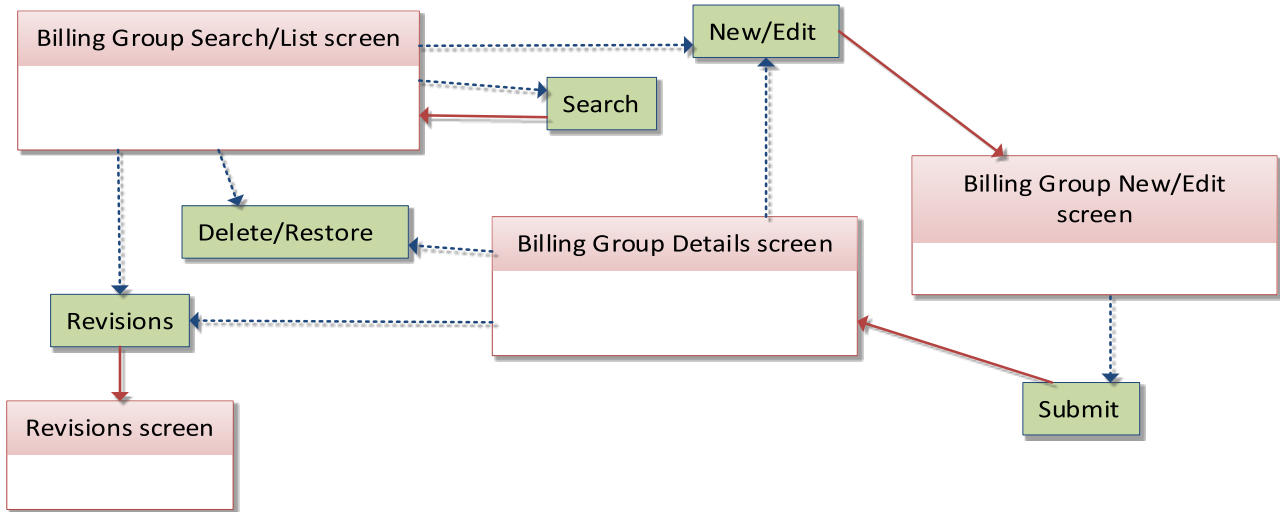 Billing Group Search/List screen
New/Edit
Search
Billing Group New/Edit
screen
Delete/Restore
Billing Group Details screen
Revisions
Submit
Revisions screen